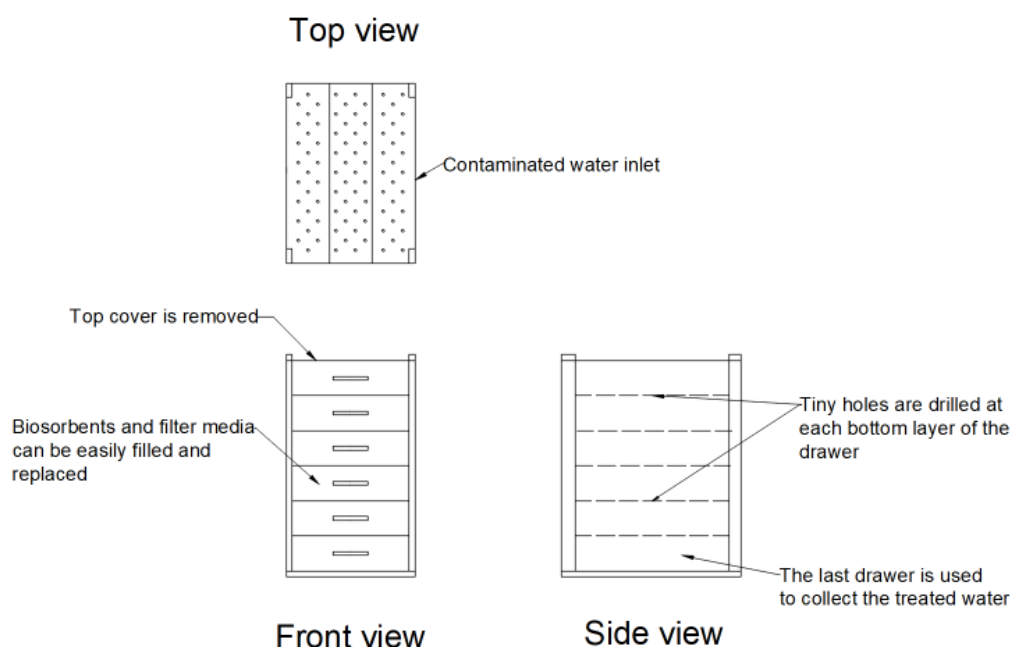 Top view
Contaminated water inlet
Top cover is removed
Biosorbents and filter media
can be easily filled and
replaced
Tiny holes are drilled at
each bottom layer of the
drawer
The last drawer is used
to collect the treated water
Front view
Side view